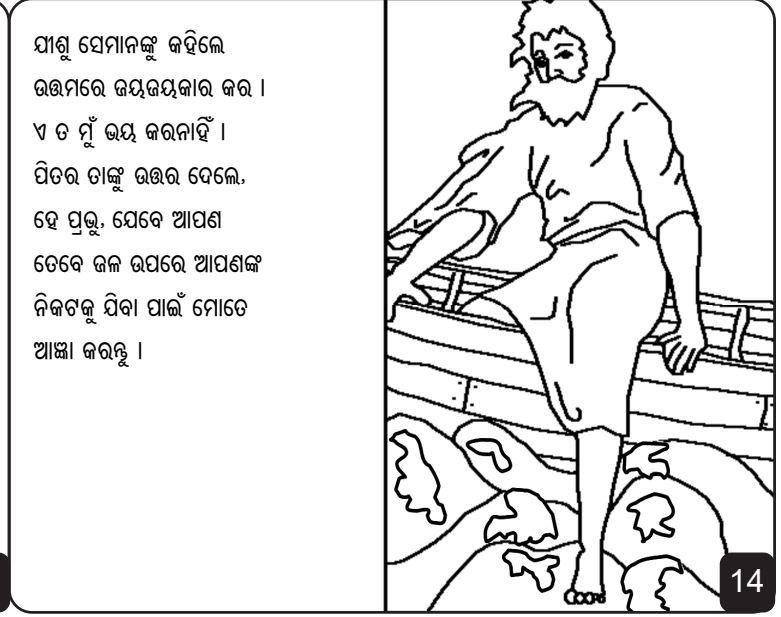 ଯୀଶୁ ସେମାନଙ୍କୁ କହିଲେ
ଉତ୍ତମରେ ଜୟଜୟକାର କର ।
ଏ ତ ମୁଁ ଭୟ କରନାହିଁ ।
ପିତର ତାଙ୍କୁ ଉତ୍ତର ଦେଲେ,
ହେ ପ୍ରଭୁ, ଯେବେ ଆପଣ
ତେବେ ଜଳ ଉପରେ ଆପଣଙ୍କ
ନିକଟକୁ ଯିବା ପାଇଁ ମୋତେ
ଆଜ୍ଞା କରନ୍ତୁ ।
14